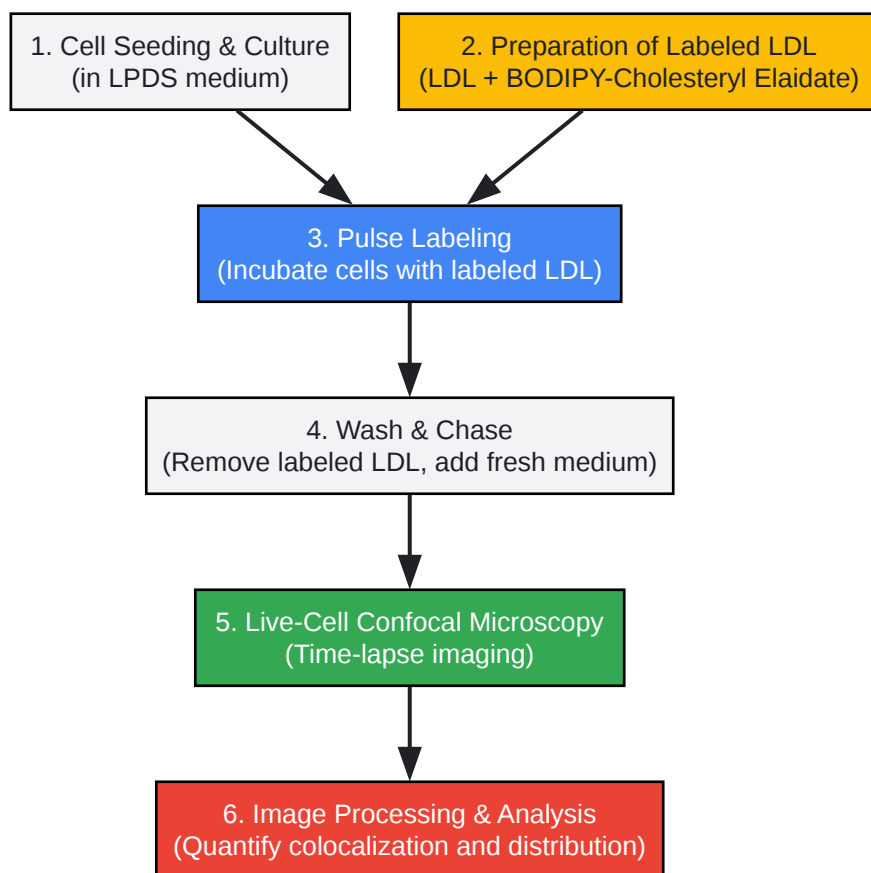 1. Cell Seeding & Culture
(in LPDS medium)
2. Preparation of Labeled LDL
(LDL + BODIPY-Cholesteryl Elaidate)
3. Pulse Labeling
(Incubate cells with labeled LDL)
4. Wash & Chase
(Remove labeled LDL, add fresh medium)
5. Live-Cell Confocal Microscopy
(Time-lapse imaging)
6. Image Processing & Analysis
(Quantify colocalization and distribution)